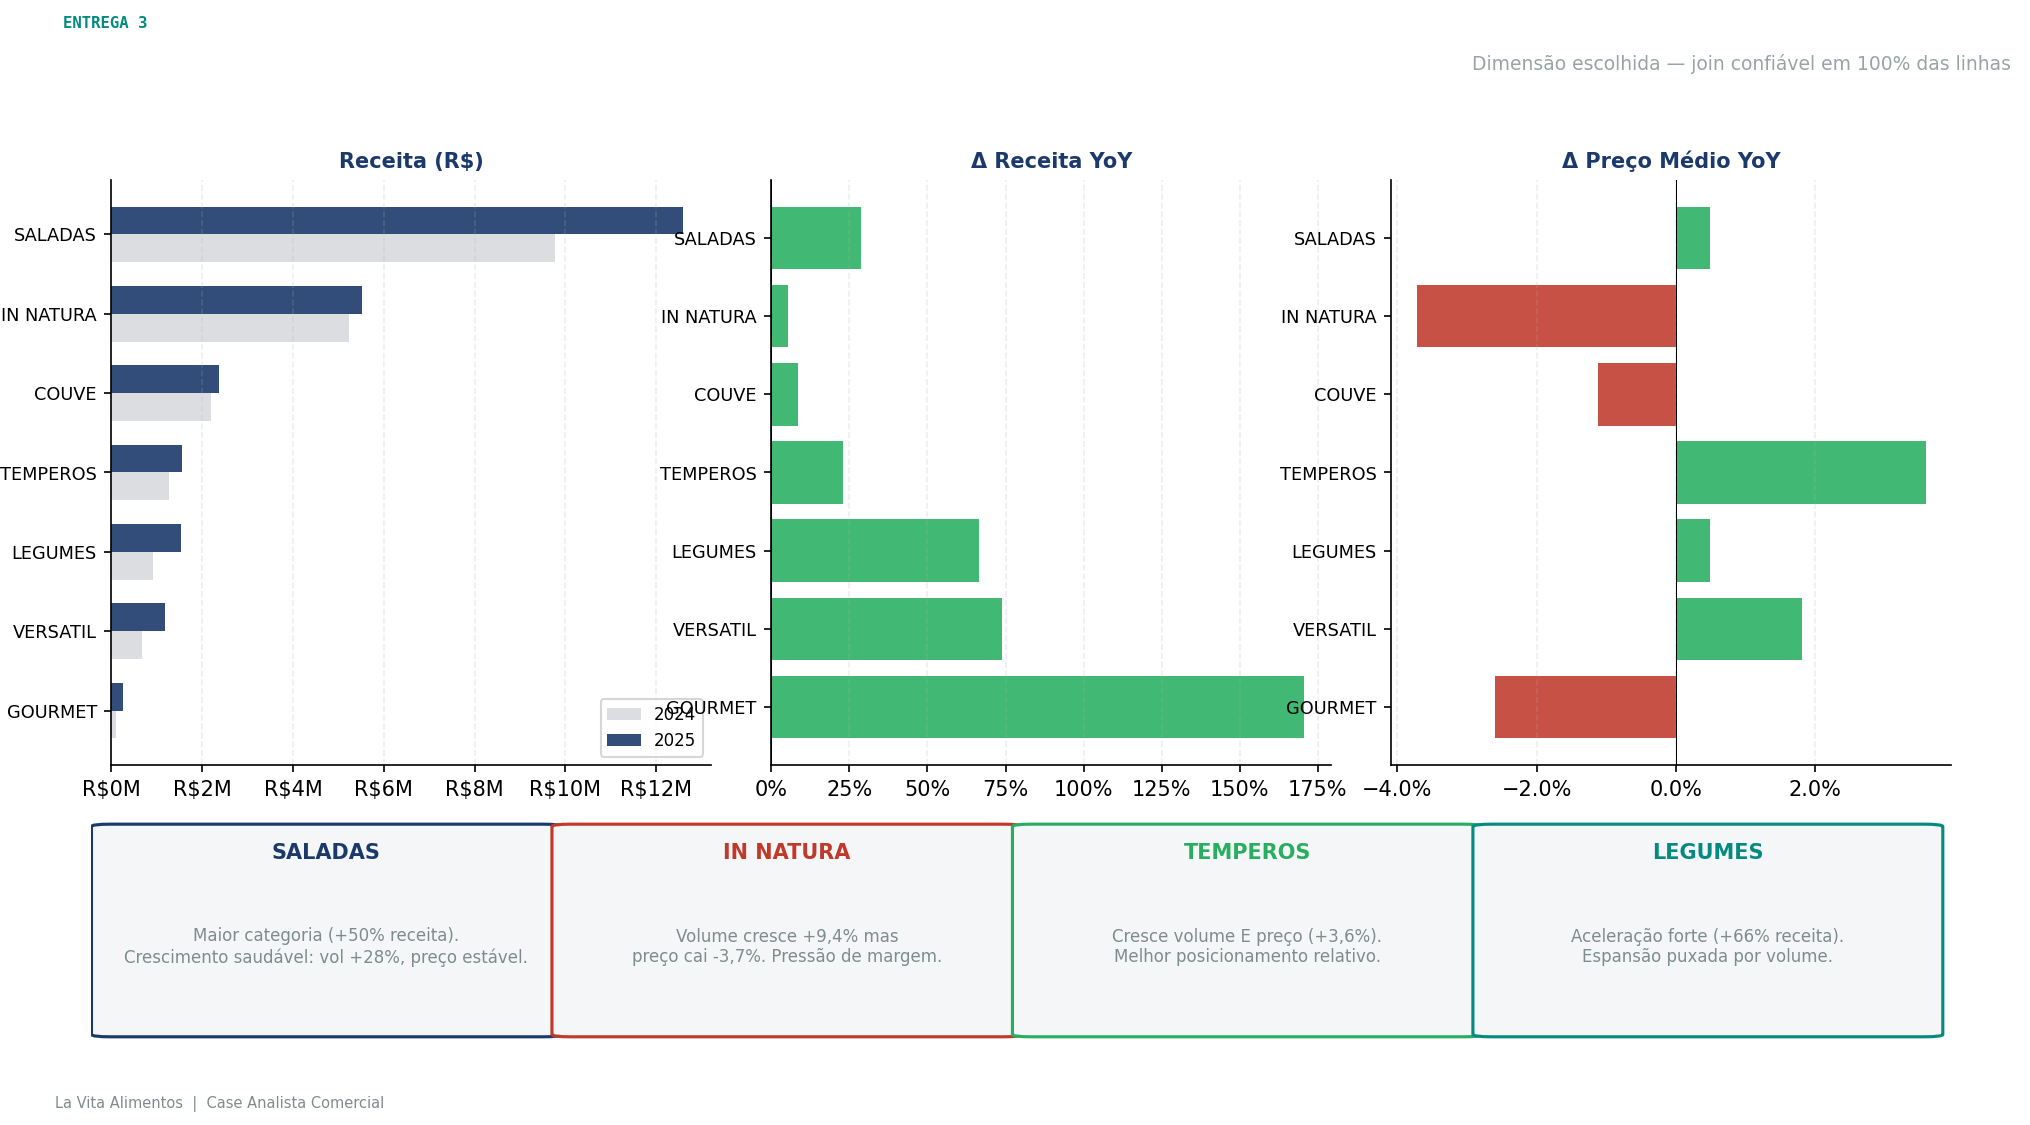 ENTREGA 3
Dimensão escolhida — join confiável em 100% das linhas
Receita (R$)
SALADAS
IN NATURA
COUVE
TEMPEROS
LEGUMES
VERSATIL
GOURMET
2024
2025
R$0M R$2M R$4M R$6M R$8M R$10M R$12M
Δ Receita YoY
SALADAS
IN NATURA
COUVE
TEMPEROS
LEGUMES
VERSATIL
GOURMET
0% 25% 50% 75% 100% 125% 150% 175%
Δ Preço Médio YoY
SALADAS
IN NATURA
COUVE
TEMPEROS
LEGUMES
VERSATIL
GOURMET
−4.0% −2.0% 0.0% 2.0%
SALADAS
Maior categoria (+50% receita).
Crescimento saudável: vol +28%, preço estável.
IN NATURA
Volume cresce +9,4% mas
preço cai -3,7%. Pressão de margem.
TEMPEROS
Cresce volume E preço (+3,6%).
Melhor posicionamento relativo.
LEGUMES
Aceleração forte (+66% receita).
Espansão puxada por volume.
La Vita Alimentos | Case Analista Comercial